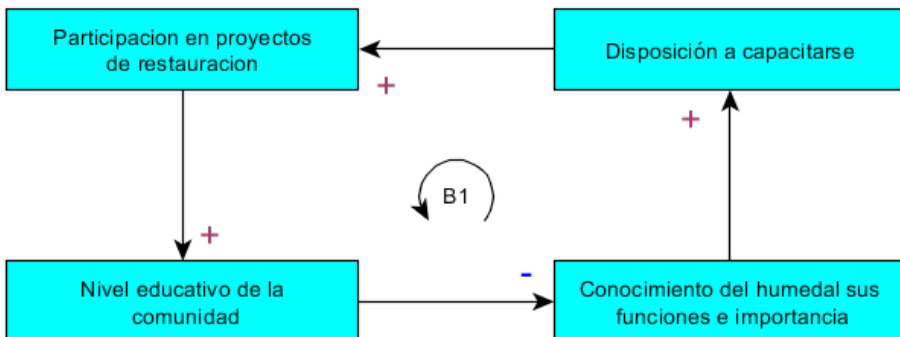 Participacion en proyectos
de restauracion
Disposición a capacitarse
+
+
B1
+
-
Nivel educativo de la
comunidad
Conocimiento del humedal sus
funciones e importancia